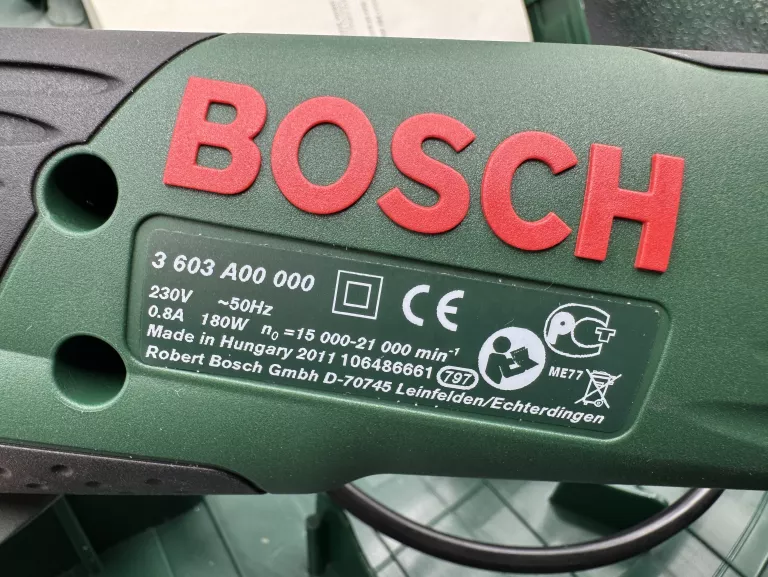 BOSCH
3 603 A00 000
CE
230V ~50Hz
0.8A 180W n₀ =15 000-21 000 min⁻¹
Made in Hungary 2011 106486661 797
ME77
Robert Bosch Gmbh D-70745 Leinfelden/Echterdingen